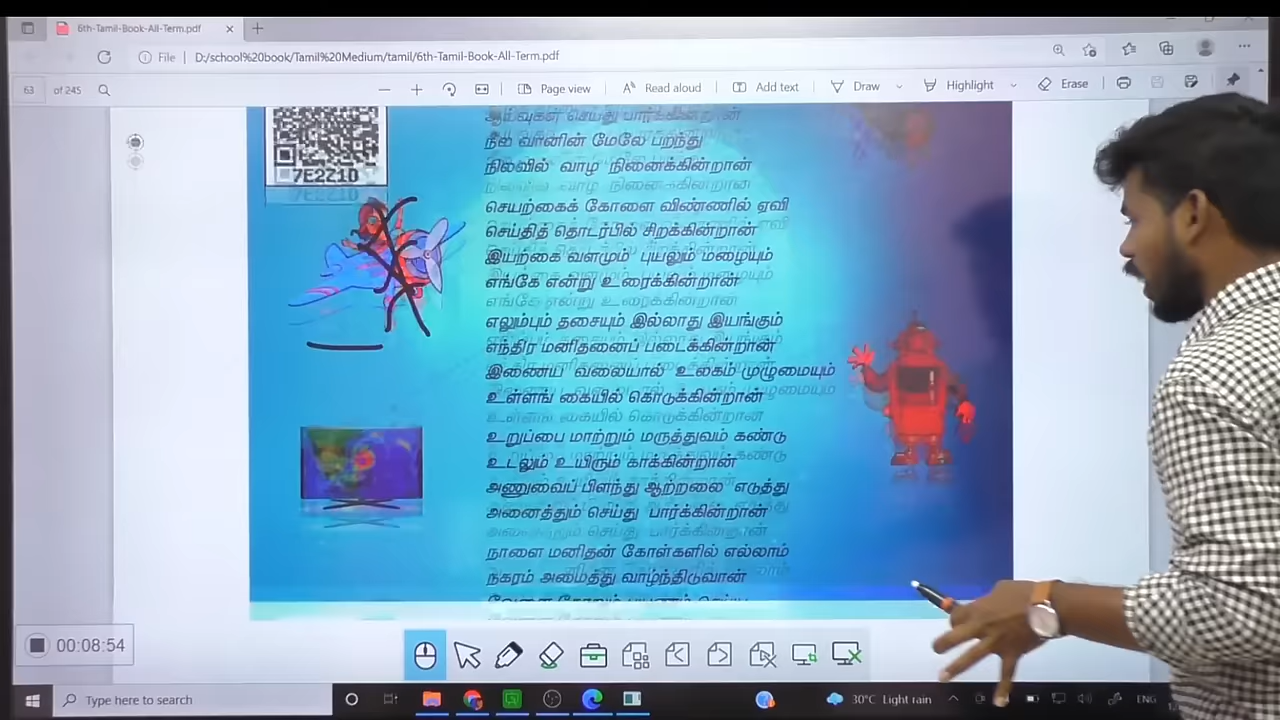 6th-Tamil-Book-All-Term.pdf
File D:/school%20book/Tamil%20Medium/tamil/6th-Tamil-Book-All-Term.pdf
63 of 245 Page view Read aloud Add text Draw Highlight Erase
7E2Z1D
ஆய்வுகள் செய்து பார்க்கின்றான்
நீல வானின் மேலே பறந்து
நிலவில் வாழ நினைக்கின்றான்
செயற்கைக் கோளை விண்ணில் ஏவி
செய்தித் தொடர்பில் சிறக்கின்றான்
இயற்கை வளமும் புயலும் மழையும்
எங்கே என்று உரைக்கின்றான்
எலும்பும் தசையும் இல்லாது இயங்கும்
எந்திர மனிதனைப் படைக்கின்றான்
இணைய வலையால் உலகம் முழுமையும்
உள்ளங் கையில் கொடுக்கின்றான்
உறுப்பை மாற்றும் மருத்துவம் கண்டு
உடலும் உயிரும் காக்கின்றான்
அணுவைப் பிளந்து ஆற்றலை எடுத்து
அனைத்தும் செய்து பார்க்கின்றான்
நாளை மனிதன் கோள்களில் எல்லாம்
நகரம் அமைத்து வாழ்ந்திடுவான்
00:08:54
Type here to search 30°C Light rain ENG